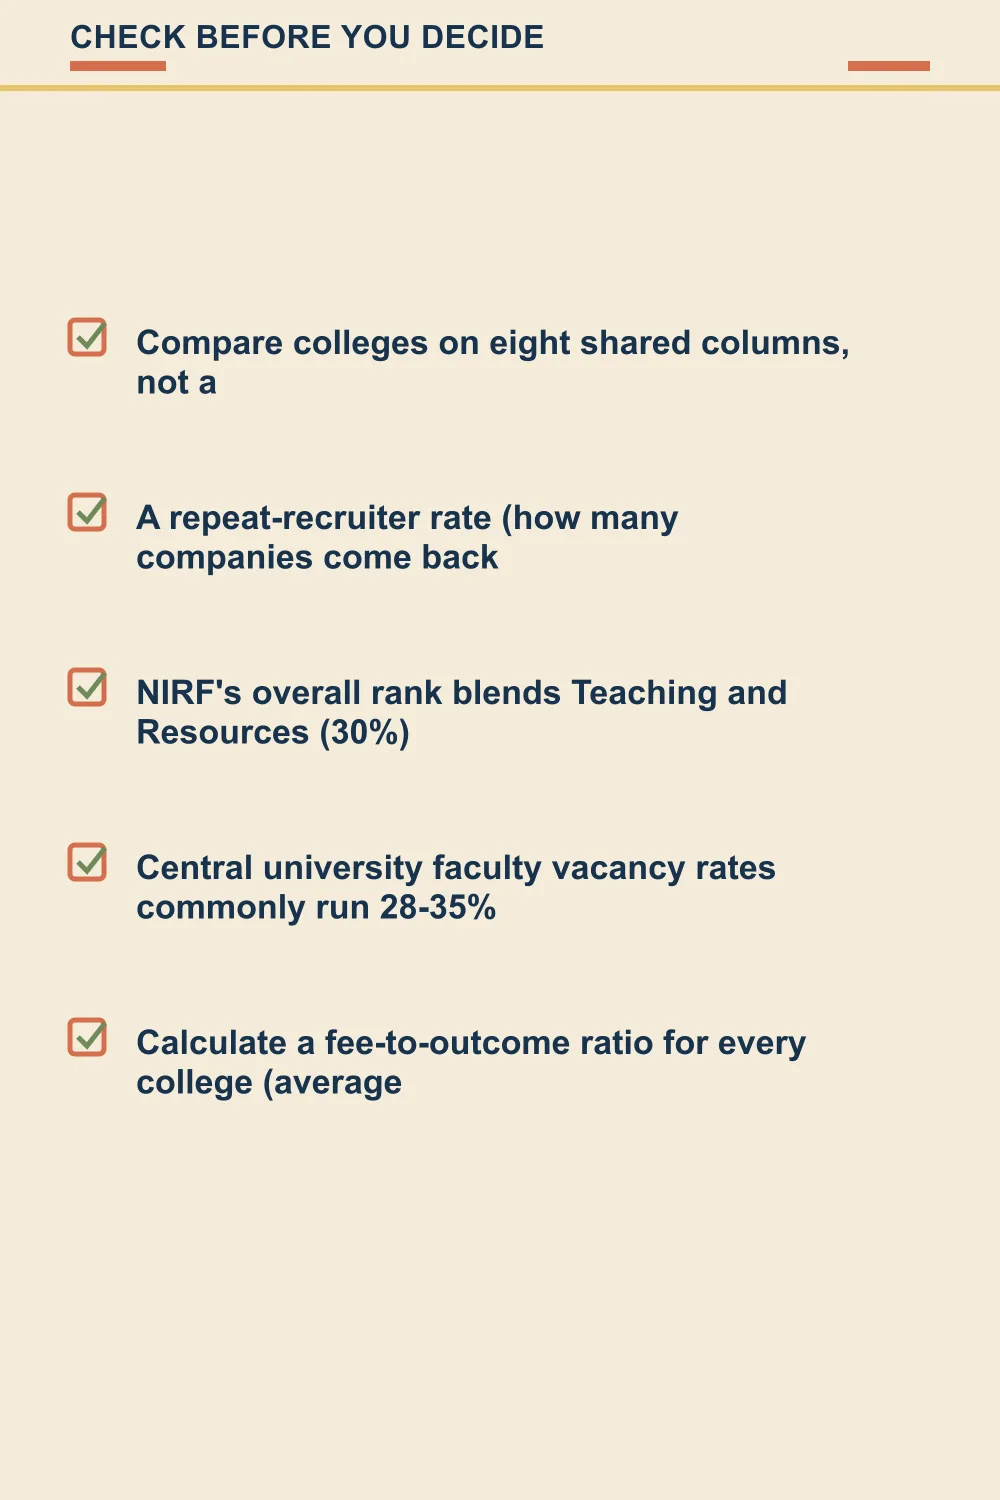 CHECK BEFORE YOU DECIDE
Compare colleges on eight shared columns,
not a
A repeat-recruiter rate (how many
companies come back
NIRF's overall rank blends Teaching and
Resources (30%)
Central university faculty vacancy rates
commonly run 28-35%
Calculate a fee-to-outcome ratio for every
college (average